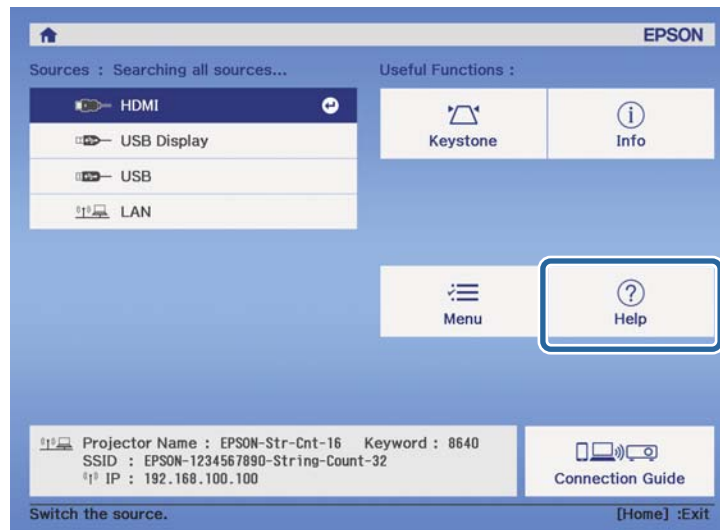 EPSON
Sources : Searching all sources...
Useful Functions :
HDMI
USB Display
USB
LAN
Keystone
Info
Menu
Help
Projector Name : EPSON-Str-Cnt-16 Keyword : 8640
SSID : EPSON-1234567890-String-Count-32
IP : 192.168.100.100
Connection Guide
Switch the source.
[Home] :Exit